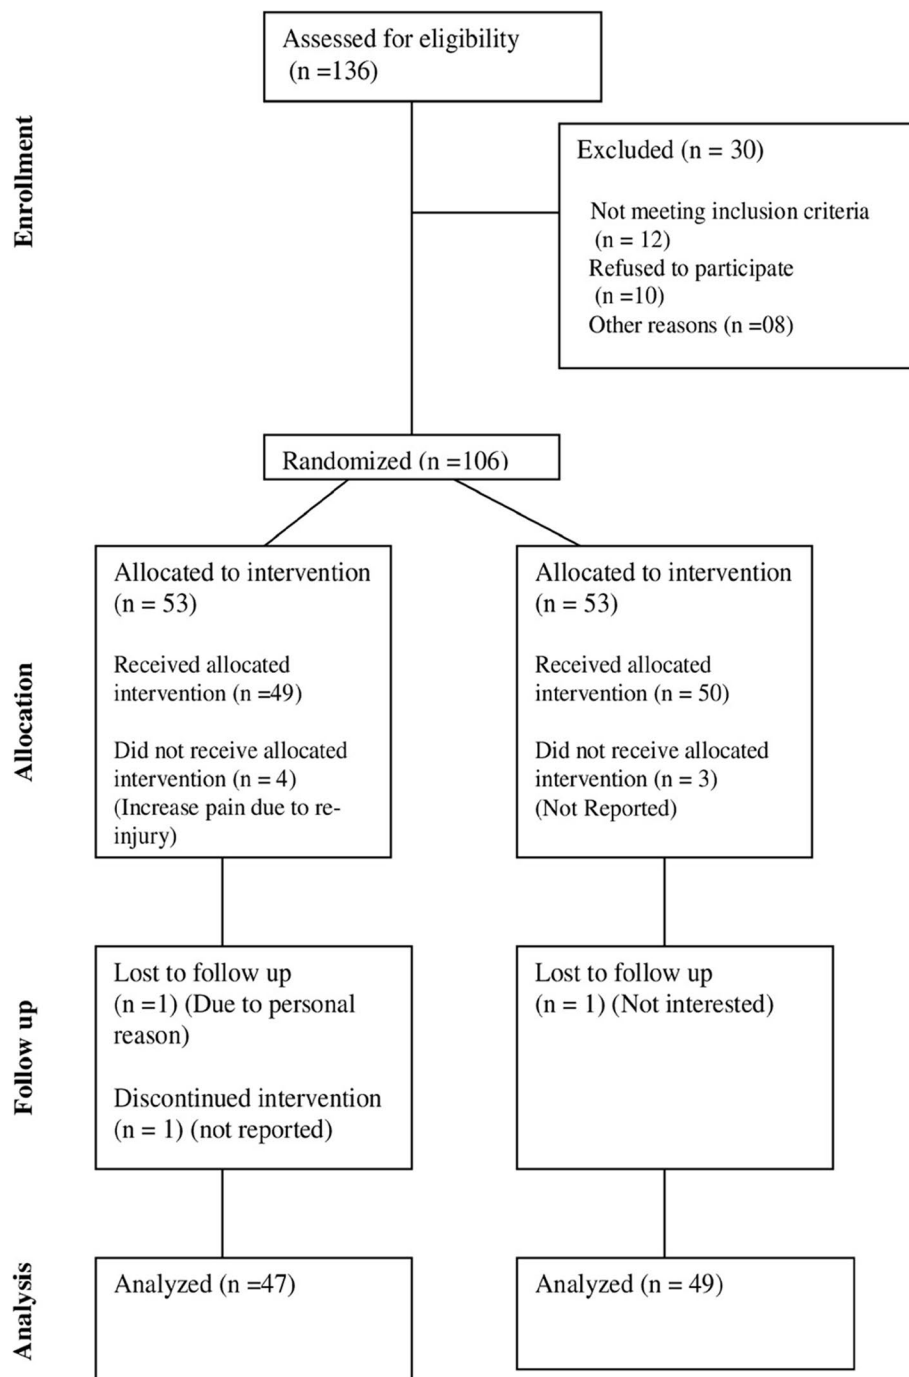 Assessed for eligibility
(n =136)
Enrollment
Excluded (n = 30)
Not meeting inclusion criteria
(n = 12)
Refused to participate
(n =10)
Other reasons (n =08)
Randomized (n =106)
Allocation
Allocated to intervention
(n = 53)
Received allocated
intervention (n =49)
Did not receive allocated
intervention (n = 4)
(Increase pain due to re-
injury)
Allocated to intervention
(n = 53)
Received allocated
intervention (n = 50)
Did not receive allocated
intervention (n = 3)
(Not Reported)
Follow up
Lost to follow up
(n =1) (Due to personal
reason)
Discontinued intervention
(n = 1) (not reported)
Lost to follow up
(n = 1) (Not interested)
Analysis
Analyzed (n =47)
Analyzed (n = 49)